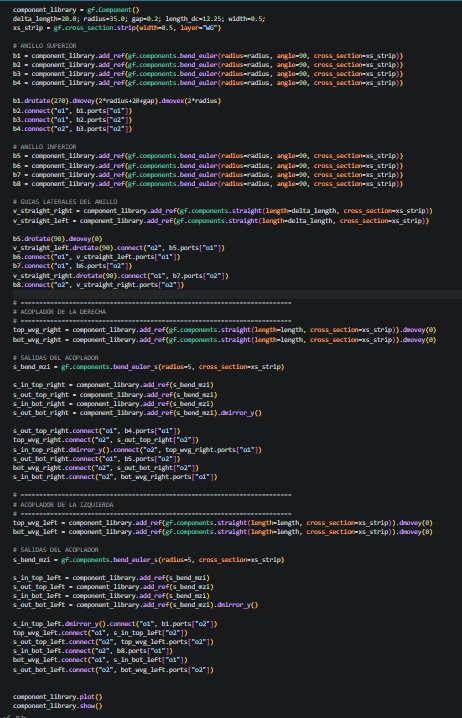 component_library = gf.Component()
delta_length=20.0; radius=35.0; gap=0.2; length_dc=12.25; width=0.5;
xs_strip = gf.cross_section.strip(width=0.5, layer="WG")
# ANILLO SUPERIOR
b1 = component_library.add_ref(gf.components.bend_euler(radius=radius, angle=90, cross_section=xs_strip))
b2 = component_library.add_ref(gf.components.bend_euler(radius=radius, angle=90, cross_section=xs_strip))
b3 = component_library.add_ref(gf.components.bend_euler(radius=radius, angle=90, cross_section=xs_strip))
b4 = component_library.add_ref(gf.components.bend_euler(radius=radius, angle=90, cross_section=xs_strip))
b1.drotate(270).dmovey(2*radius+20+gap).dmovex(2*radius)
b2.connect("o1", b1.ports["o1"])
b3.connect("o1", b2.ports["o2"])
b4.connect("o2", b3.ports["o2"])
# ANILLO INFERIOR
b5 = component_library.add_ref(gf.components.bend_euler(radius=radius, angle=90, cross_section=xs_strip))
b6 = component_library.add_ref(gf.components.bend_euler(radius=radius, angle=90, cross_section=xs_strip))
b7 = component_library.add_ref(gf.components.bend_euler(radius=radius, angle=90, cross_section=xs_strip))
b8 = component_library.add_ref(gf.components.bend_euler(radius=radius, angle=90, cross_section=xs_strip))
# GUIAS LATERALES DEL ANILLO
v_straight_right = component_library.add_ref(gf.components.straight(length=delta_length, cross_section=xs_strip))
v_straight_left = component_library.add_ref(gf.components.straight(length=delta_length, cross_section=xs_strip))
b5.drotate(90).dmovey(0)
v_straight_left.drotate(90).connect("o2", b5.ports["o1"])
b6.connect("o1", v_straight_left.ports["o1"])
b7.connect("o1", b6.ports["o2"])
v_straight_right.drotate(90).connect("o1", b7.ports["o2"])
b8.connect("o2", v_straight_right.ports["o2"])
# ======================================================================
# ACOPLADOR DE LA DERECHA
# ======================================================================
top_wvg_right = component_library.add_ref(gf.components.straight(length=length, cross_section=xs_strip)).dmovey(0)
bot_wvg_right = component_library.add_ref(gf.components.straight(length=length, cross_section=xs_strip)).dmovey(0)
# SALIDAS DEL ACOPLADOR
s_bend_mzi = gf.components.bend_euler_s(radius=5, cross_section=xs_strip)
s_in_top_right = component_library.add_ref(s_bend_mzi)
s_out_top_right = component_library.add_ref(s_bend_mzi)
s_in_bot_right = component_library.add_ref(s_bend_mzi)
s_out_bot_right = component_library.add_ref(s_bend_mzi).dmirror_y()
s_out_top_right.connect("o1", b4.ports["o1"])
top_wvg_right.connect("o2", s_out_top_right["o2"])
s_in_top_right.dmirror_y().connect("o2", top_wvg_right.ports["o1"])
s_out_bot_right.connect("o1", b5.ports["o2"])
bot_wvg_right.connect("o2", s_out_bot_right["o2"])
s_in_bot_right.connect("o2", bot_wvg_right.ports["o1"])
# ======================================================================
# ACOPLADOR DE LA IZQUIERDA
# ======================================================================
top_wvg_left = component_library.add_ref(gf.components.straight(length=length, cross_section=xs_strip)).dmovey(0)
bot_wvg_left = component_library.add_ref(gf.components.straight(length=length, cross_section=xs_strip)).dmovey(0)
# SALIDAS DEL ACOPLADOR
s_bend_mzi = gf.components.bend_euler_s(radius=5, cross_section=xs_strip)
s_in_top_left = component_library.add_ref(s_bend_mzi)
s_out_top_left = component_library.add_ref(s_bend_mzi)
s_in_bot_left = component_library.add_ref(s_bend_mzi)
s_out_bot_left = component_library.add_ref(s_bend_mzi).dmirror_y()
s_in_top_left.dmirror_y().connect("o1", b1.ports["o2"])
top_wvg_left.connect("o1", s_in_top_left["o2"])
s_out_top_left.connect("o2", top_wvg_left.ports["o2"])
s_in_bot_left.connect("o2", b8.ports["o1"])
bot_wvg_left.connect("o1", s_in_bot_left["o1"])
s_out_bot_left.connect("o2", bot_wvg_left.ports["o2"])
component_library.plot()
component_library.show()